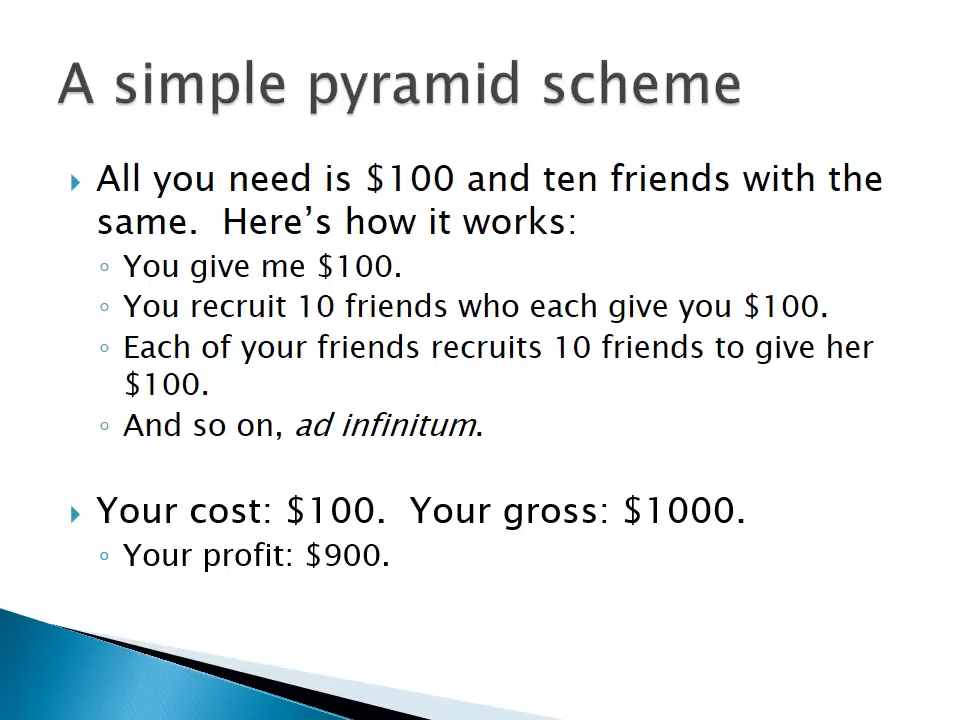 A simple pyramid scheme
All you need is $100 and ten friends with the
same.  Here’s how it works:
You give me $100.
You recruit 10 friends who each give you $100.
Each of your friends recruits 10 friends to give her
$100.
And so on, ad infinitum.
Your cost: $100.  Your gross: $1000.
Your profit: $900.